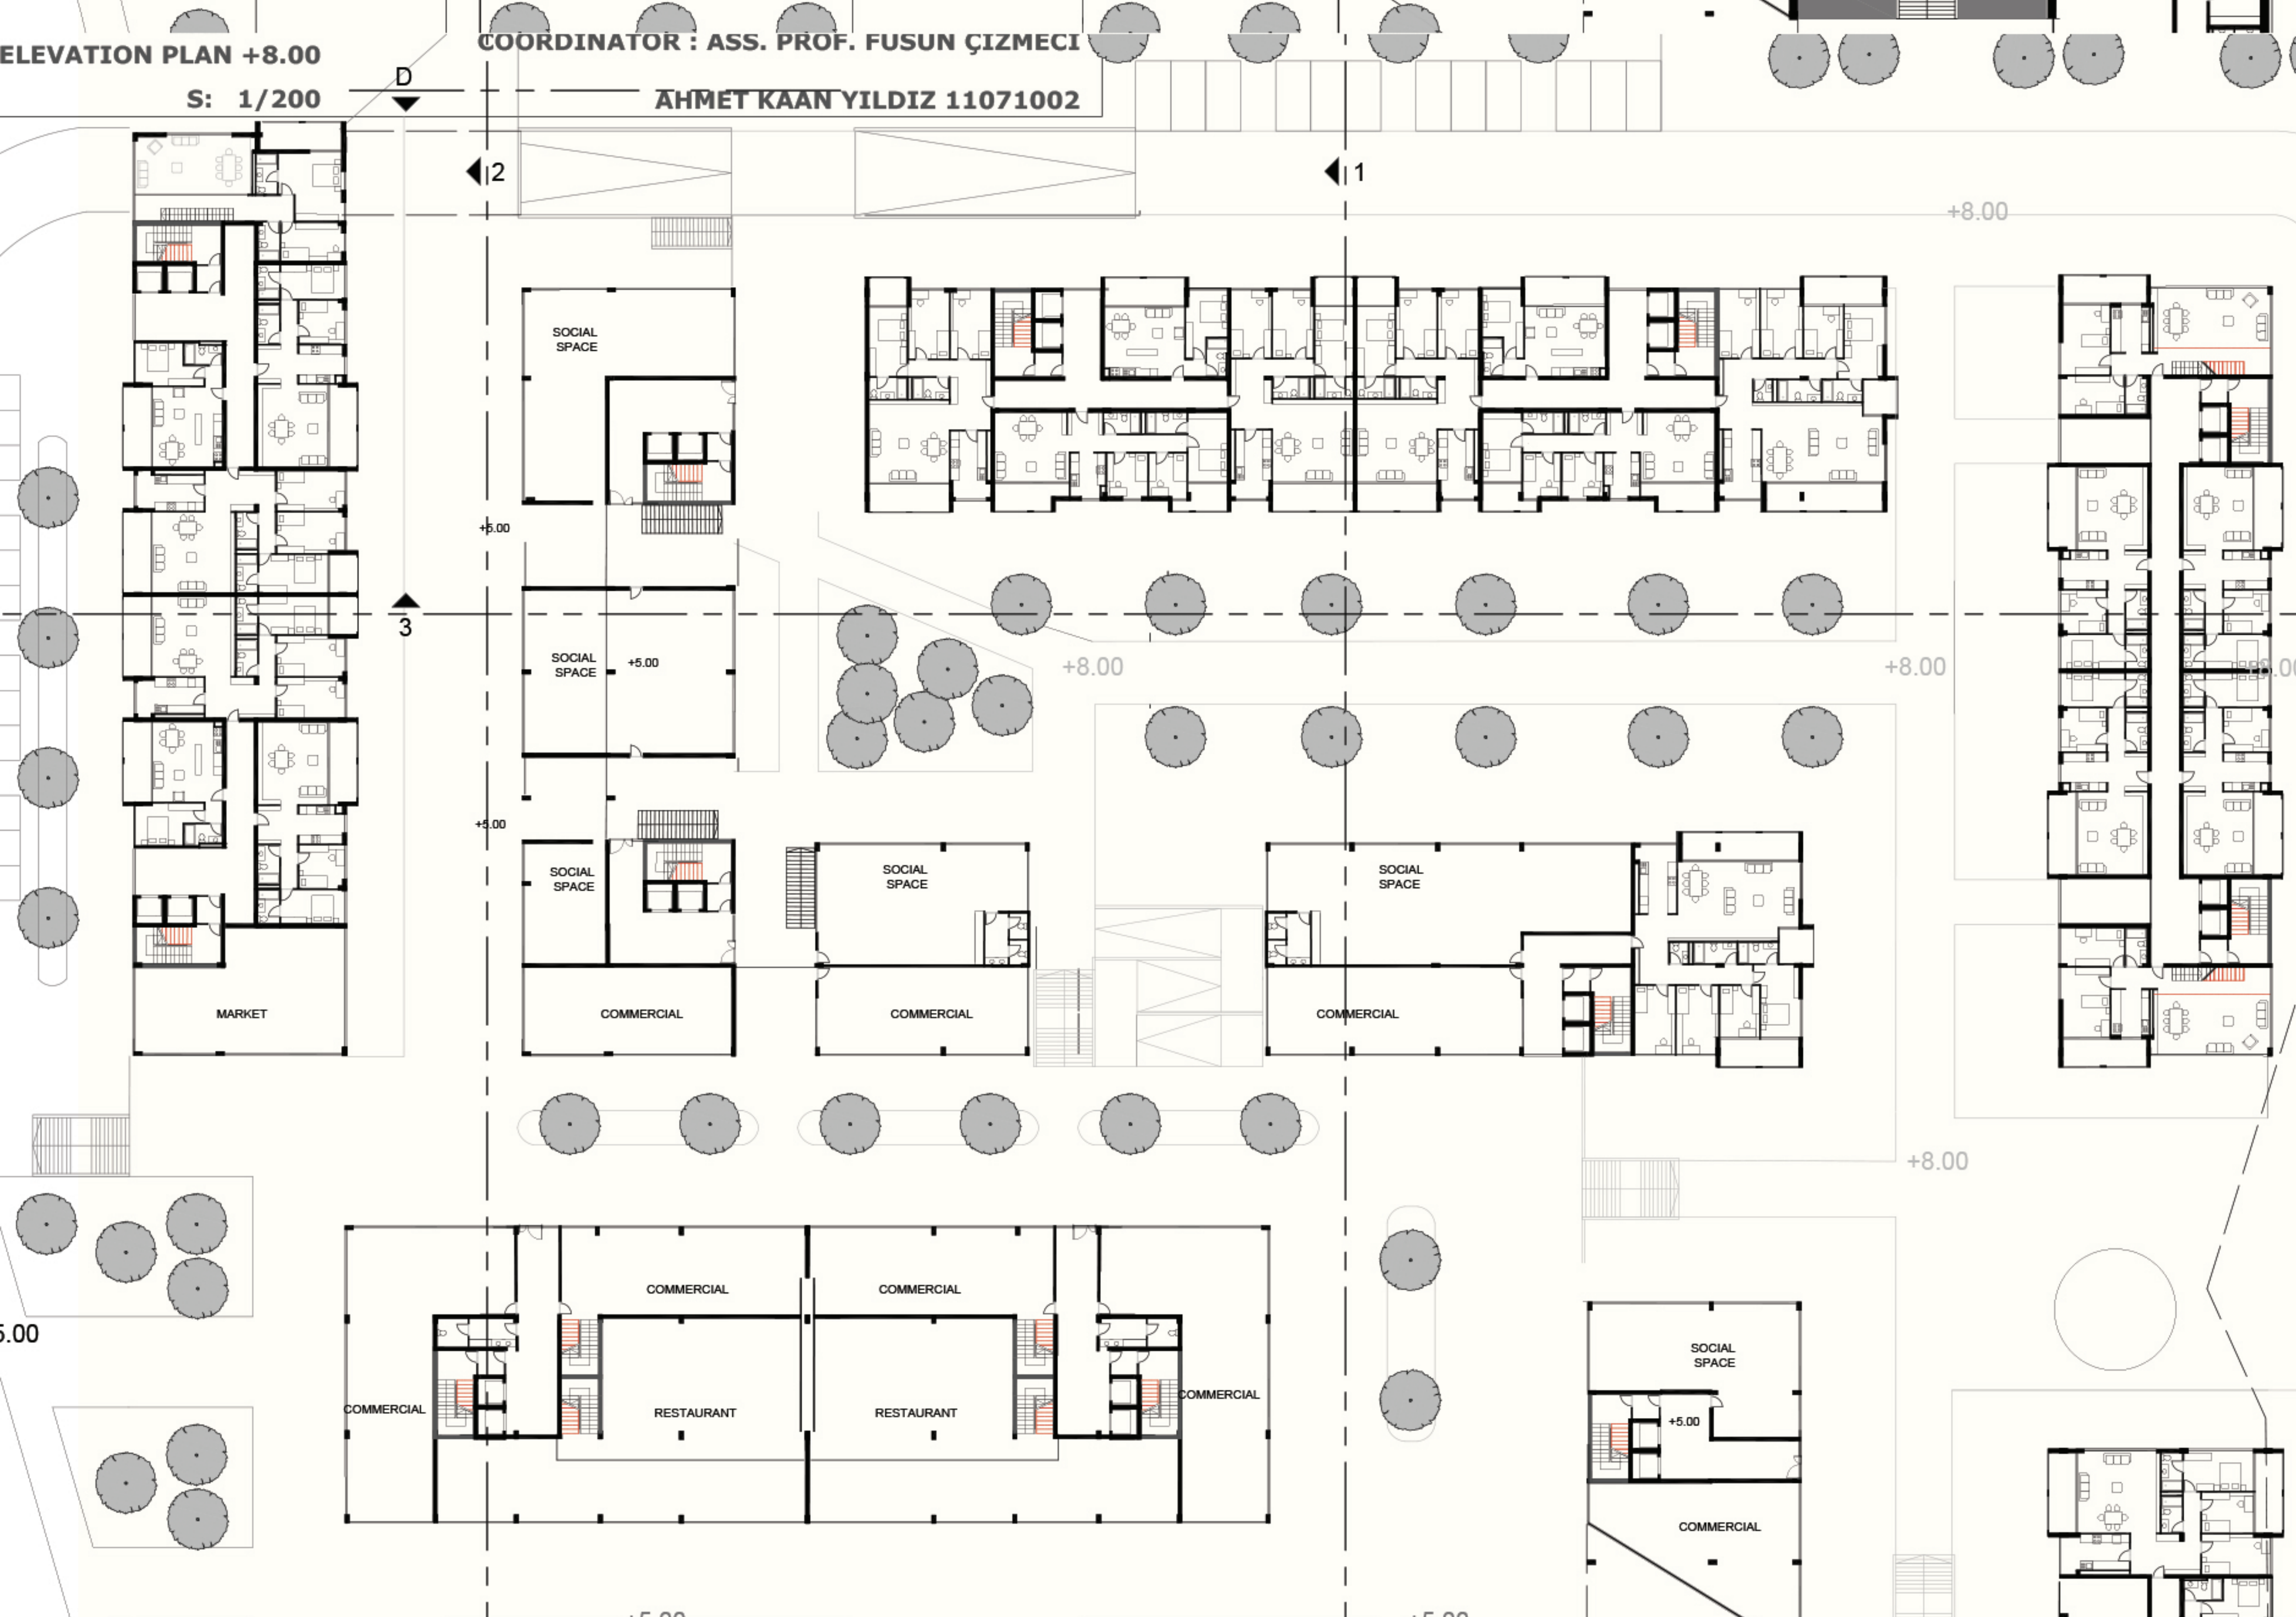 ELEVATION PLAN +8.00
S: 1/200
COORDINATOR : ASS. PROF. FUSUN ÇIZMECI
AHMET KAAN YILDIZ 11071002
D
2
1
+8.00
SOCIAL
SPACE
+5.00
3
SOCIAL
SPACE
+5.00
+8.00
+8.00
+5.00
SOCIAL
SPACE
SOCIAL
SPACE
SOCIAL
SPACE
MARKET
COMMERCIAL
COMMERCIAL
COMMERCIAL
+8.00
COMMERCIAL
COMMERCIAL
5.00
SOCIAL
SPACE
COMMERCIAL
RESTAURANT
RESTAURANT
COMMERCIAL
+5.00
COMMERCIAL